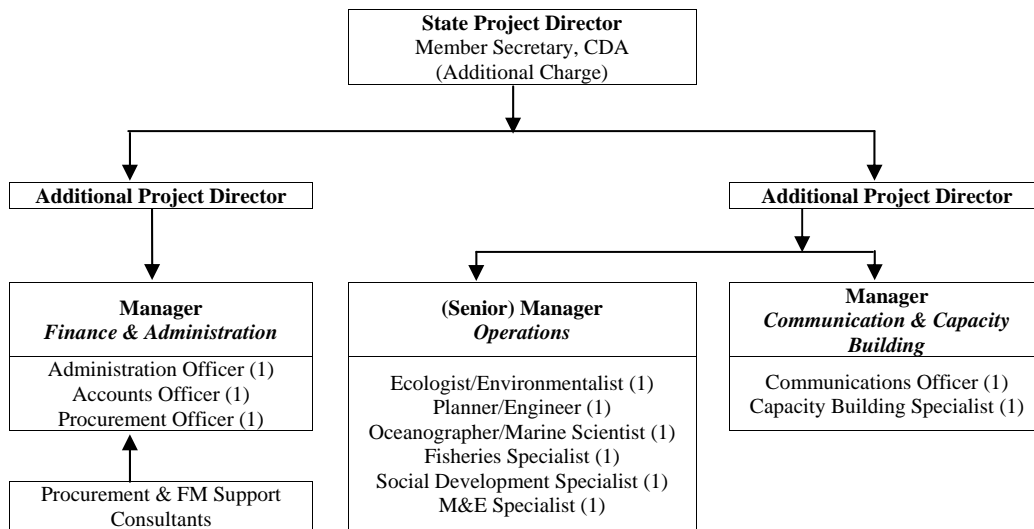 State Project Director
Member Secretary, CDA
(Additional Charge)
Additional Project Director
Additional Project Director
Manager
Finance & Administration
Administration Officer (1)
Accounts Officer (1)
Procurement Officer (1)
Procurement & FM Support
Consultants
(Senior) Manager
Operations
Ecologist/Environmentalist (1)
Planner/Engineer (1)
Oceanographer/Marine Scientist (1)
Fisheries Specialist (1)
Social Development Specialist (1)
M&E Specialist (1)
Manager
Communication & Capacity
Building
Communications Officer (1)
Capacity Building Specialist (1)